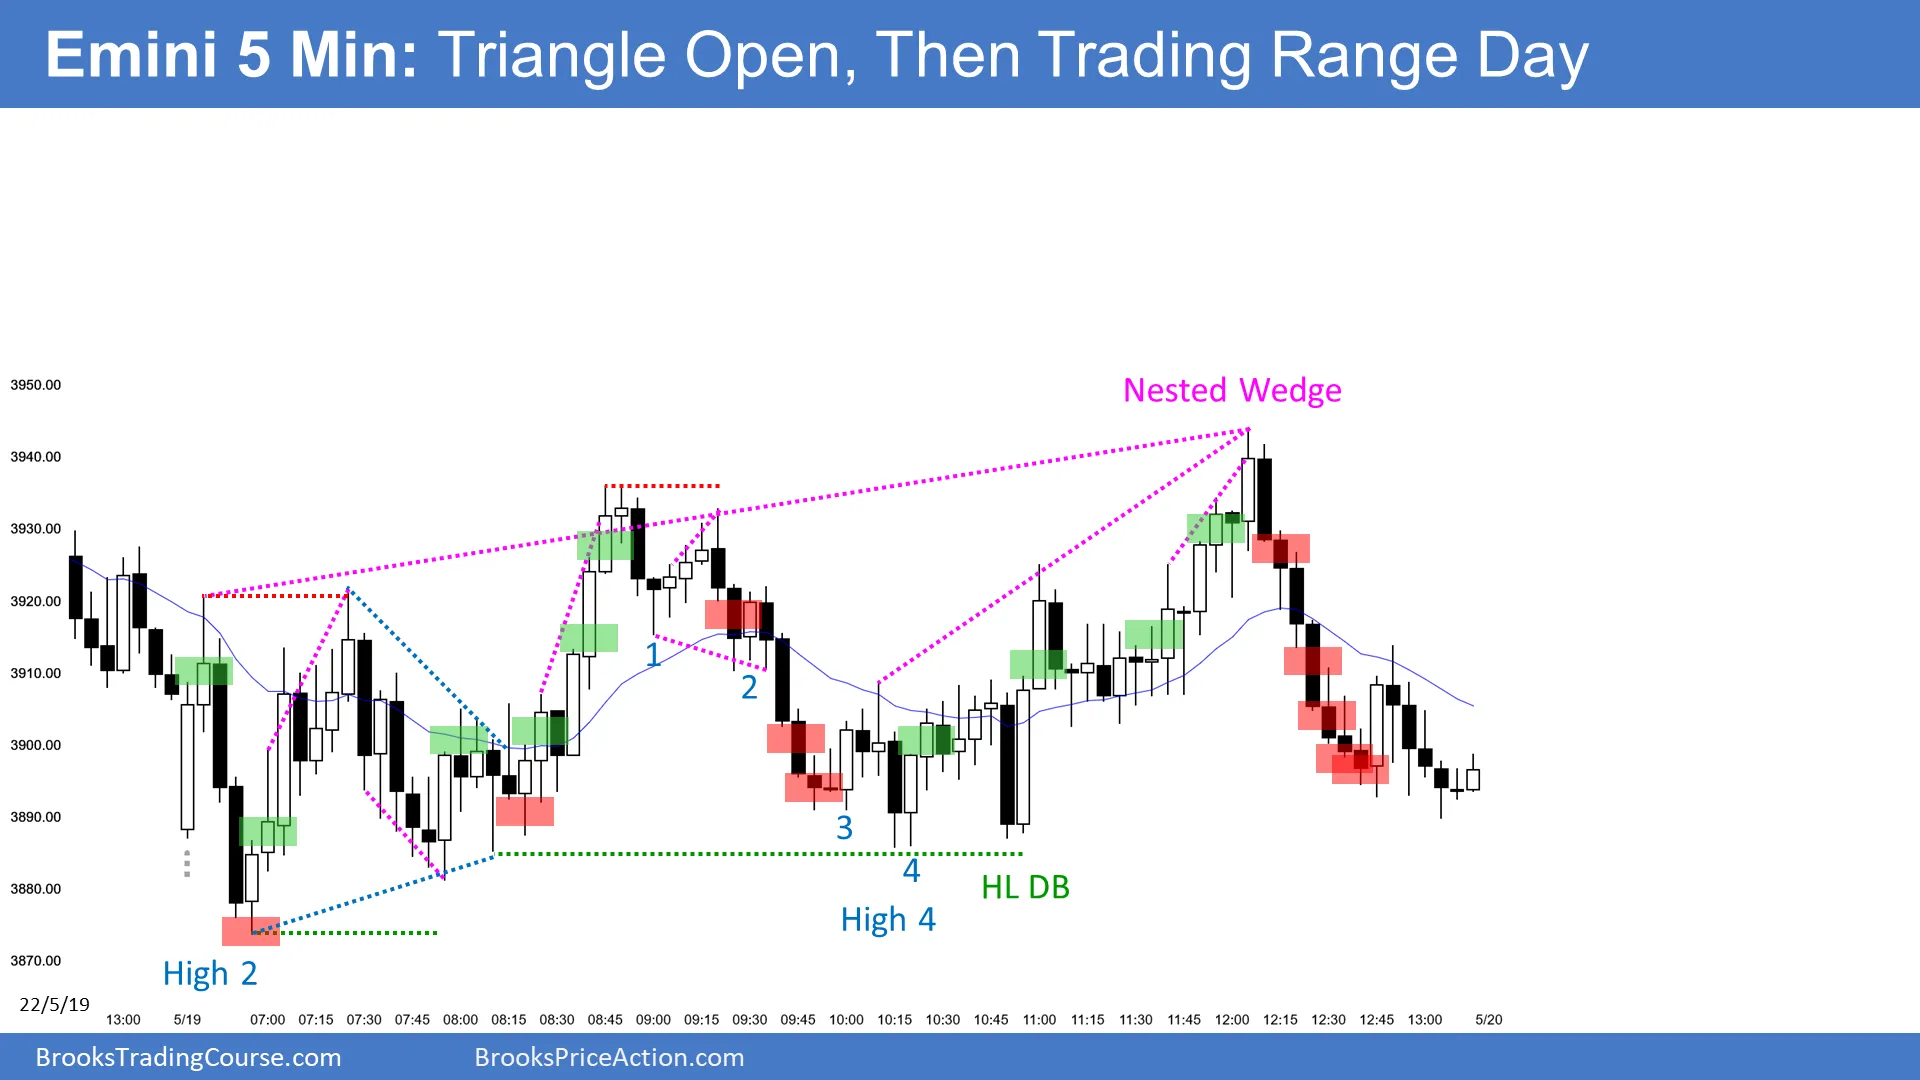 Emini 5 Min: Triangle Open, Then Trading Range Day
Nested Wedge
3950.00
3940.00
3930.00
3920.00
3910.00
3900.00
3890.00
3880.00
3870.00
1
2
3
4
HL DB
High 4
High 2
22/5/19
13:00 5/19 07:00 07:15 07:30 07:45 08:00 08:15 08:30 08:45 09:00 09:15 09:30 09:45 10:00 10:15 10:30 10:45 11:00 11:15 11:30 11:45 12:00 12:15 12:30 12:45 13:00 5/20
BrooksTradingCourse.com BrooksPriceAction.com